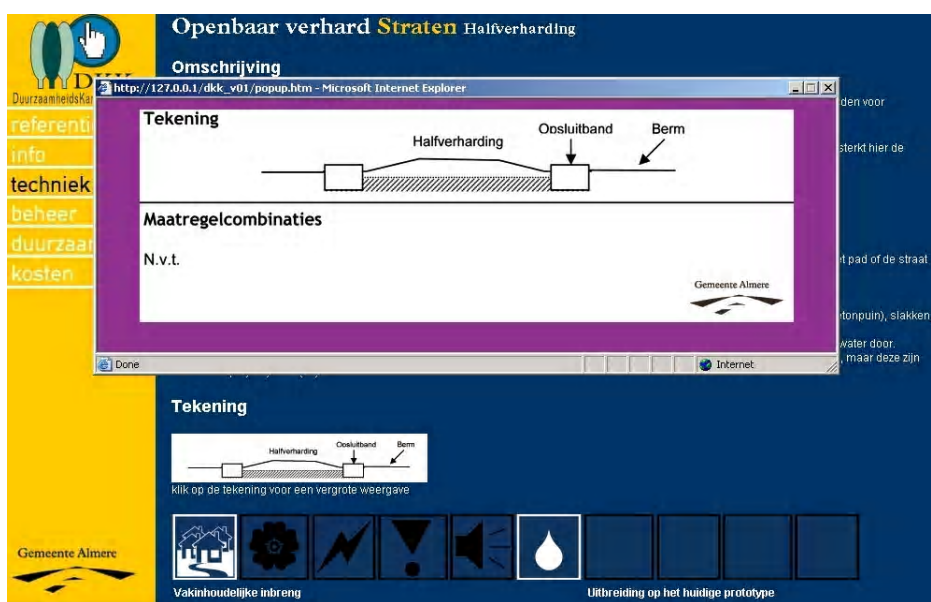 Openbaar verhard Straten Halfverharding
Omschrijving
DKK
DuurzaamheidsKar
http://127.0.0.1/dkk_v01/popup.htm - Microsoft Internet Explorer
den voor
Tekening
Halfverharding
Opsluitband
Berm
referenti
info
techniek
beheer
duurzaar
kosten
sterkt hier de
Maatregelcombinaties
N.v.t.
Gemeente Almere
et pad of de straat
etonpuin), slakken
water door.
, maar deze zijn
Done
Internet
Tekening
Halfverharding
Opsluitband
Berm
klik op de tekening voor een vergrote weergave
Gemeente Almere
Vakinhoudelijke inbreng
Uitbreiding op het huidige prototype